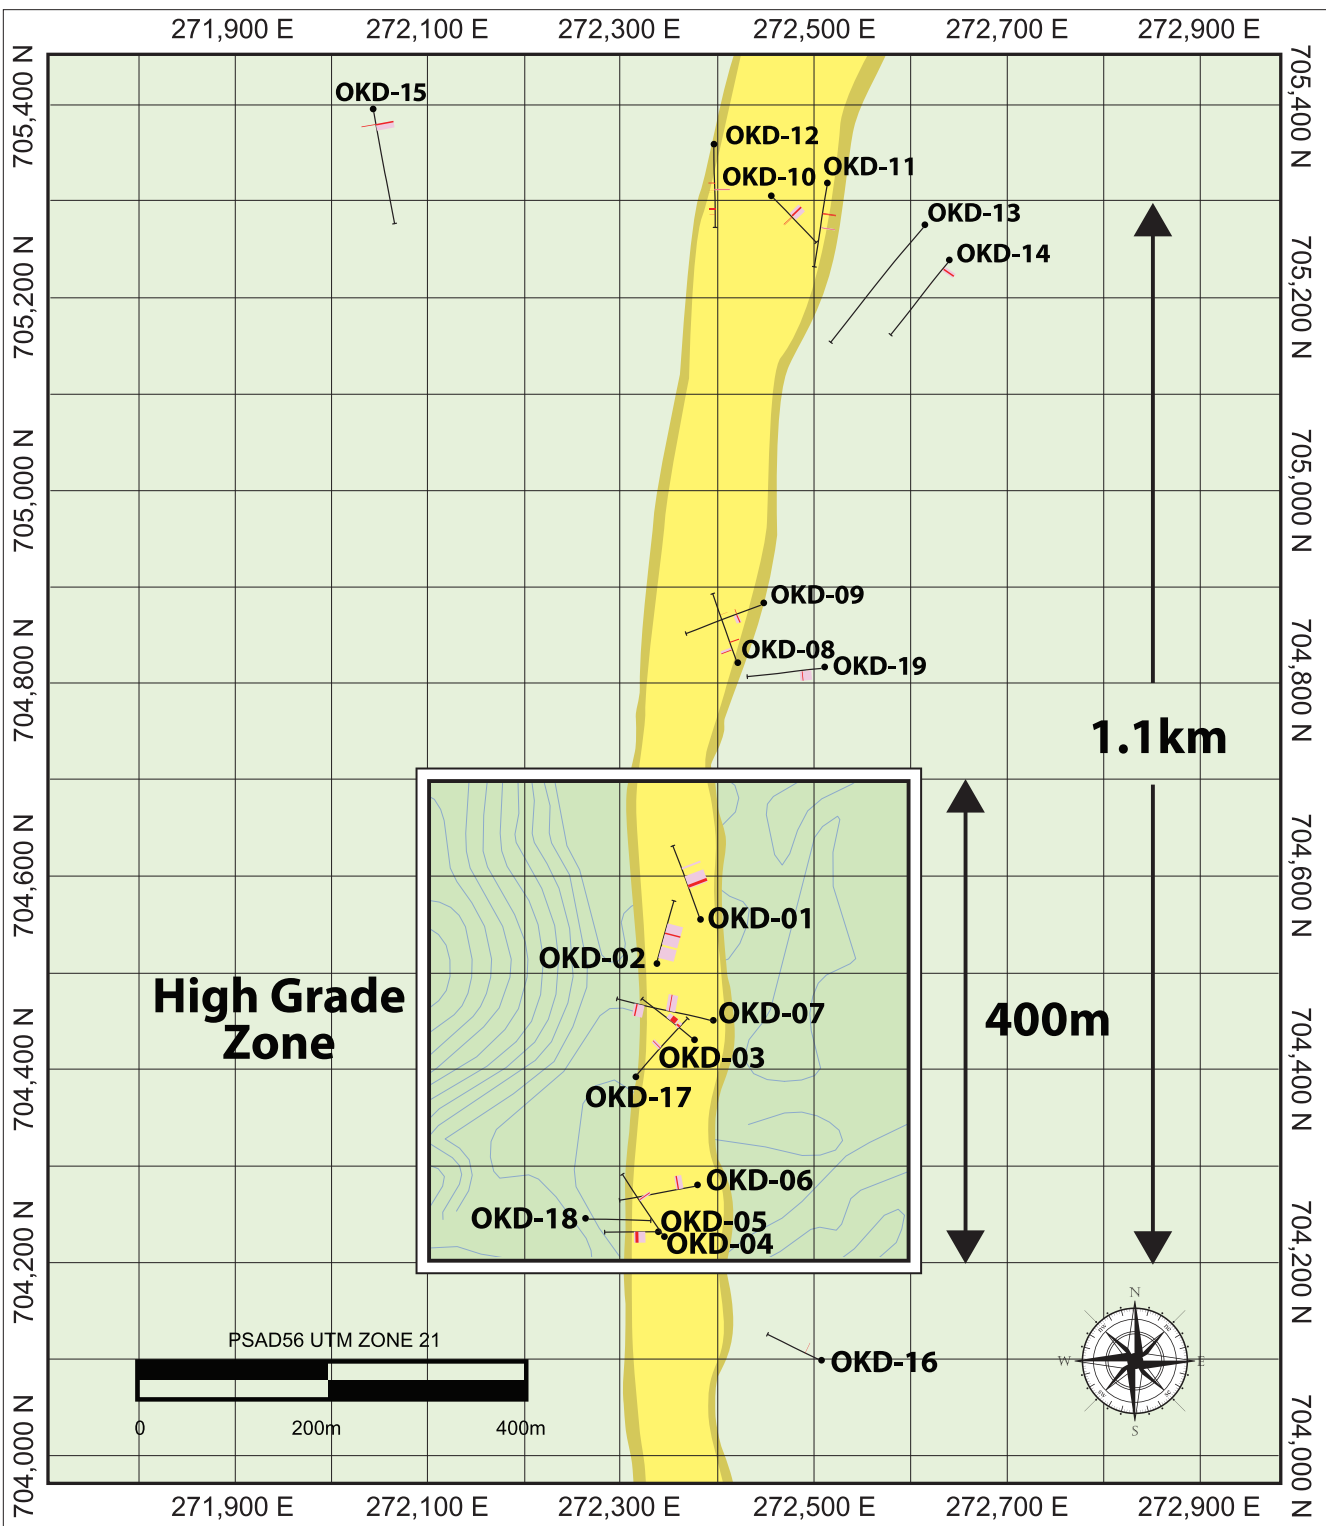 271,900 E
272,100 E
272,300 E
272,500 E
272,700 E
272,900 E
705,400 N
705,400 N
OKD-15
OKD-12
OKD-10
OKD-11
OKD-13
OKD-14
705,200 N
705,200 N
705,000 N
705,000 N
OKD-09
OKD-08
OKD-19
704,800 N
704,800 N
1.1km
704,600 N
704,600 N
OKD-01
OKD-02
High Grade
Zone
OKD-07
400m
OKD-03
OKD-17
704,400 N
704,400 N
OKD-06
OKD-18
OKD-05
OKD-04
704,200 N
704,200 N
PSAD56 UTM ZONE 21
0
200m
400m
OKD-16
N
W
E
S
nw
ne
sw
se
704,000 N
704,000 N
271,900 E
272,100 E
272,300 E
272,500 E
272,700 E
272,900 E